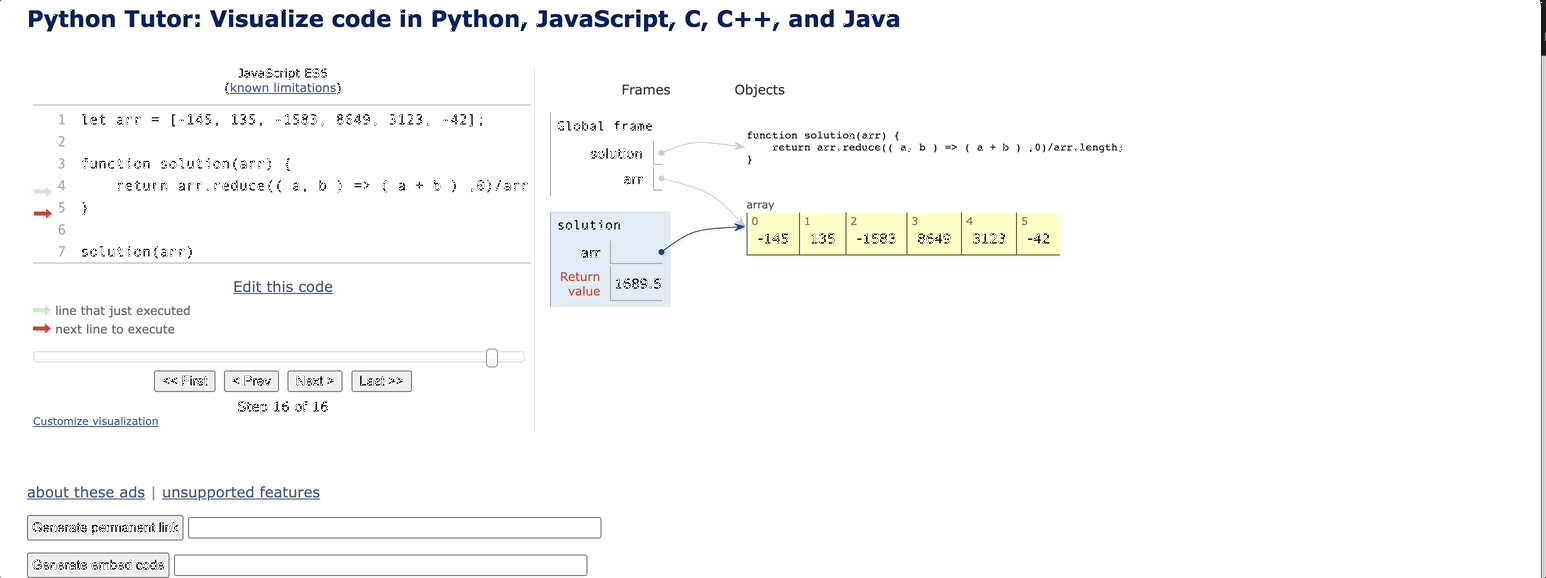 Python Tutor: Visualize code in Python, JavaScript, C, C++, and Java
JavaScript ES6
(known limitations)
1 let arr = [-145, 135, -1583, 8649, 3123, -42];
2
3 function solution(arr) {
4 return arr.reduce(( a, b ) => ( a + b ) ,0)/arr
5 }
6
7 solution(arr)
Edit this code
line that just executed
next line to execute
<< First < Prev Next > Last >>
Step 16 of 16
Customize visualization
Frames Objects
Global frame
solution
arr
function solution(arr) {
return arr.reduce(( a, b ) => ( a + b ) ,0)/arr.length;
}
array
0 1 2 3 4 5
-145 135 -1583 8649 3123 -42
solution
arr
Return
value 1689.5
about these ads | unsupported features
Generate permanent link
Generate embed code